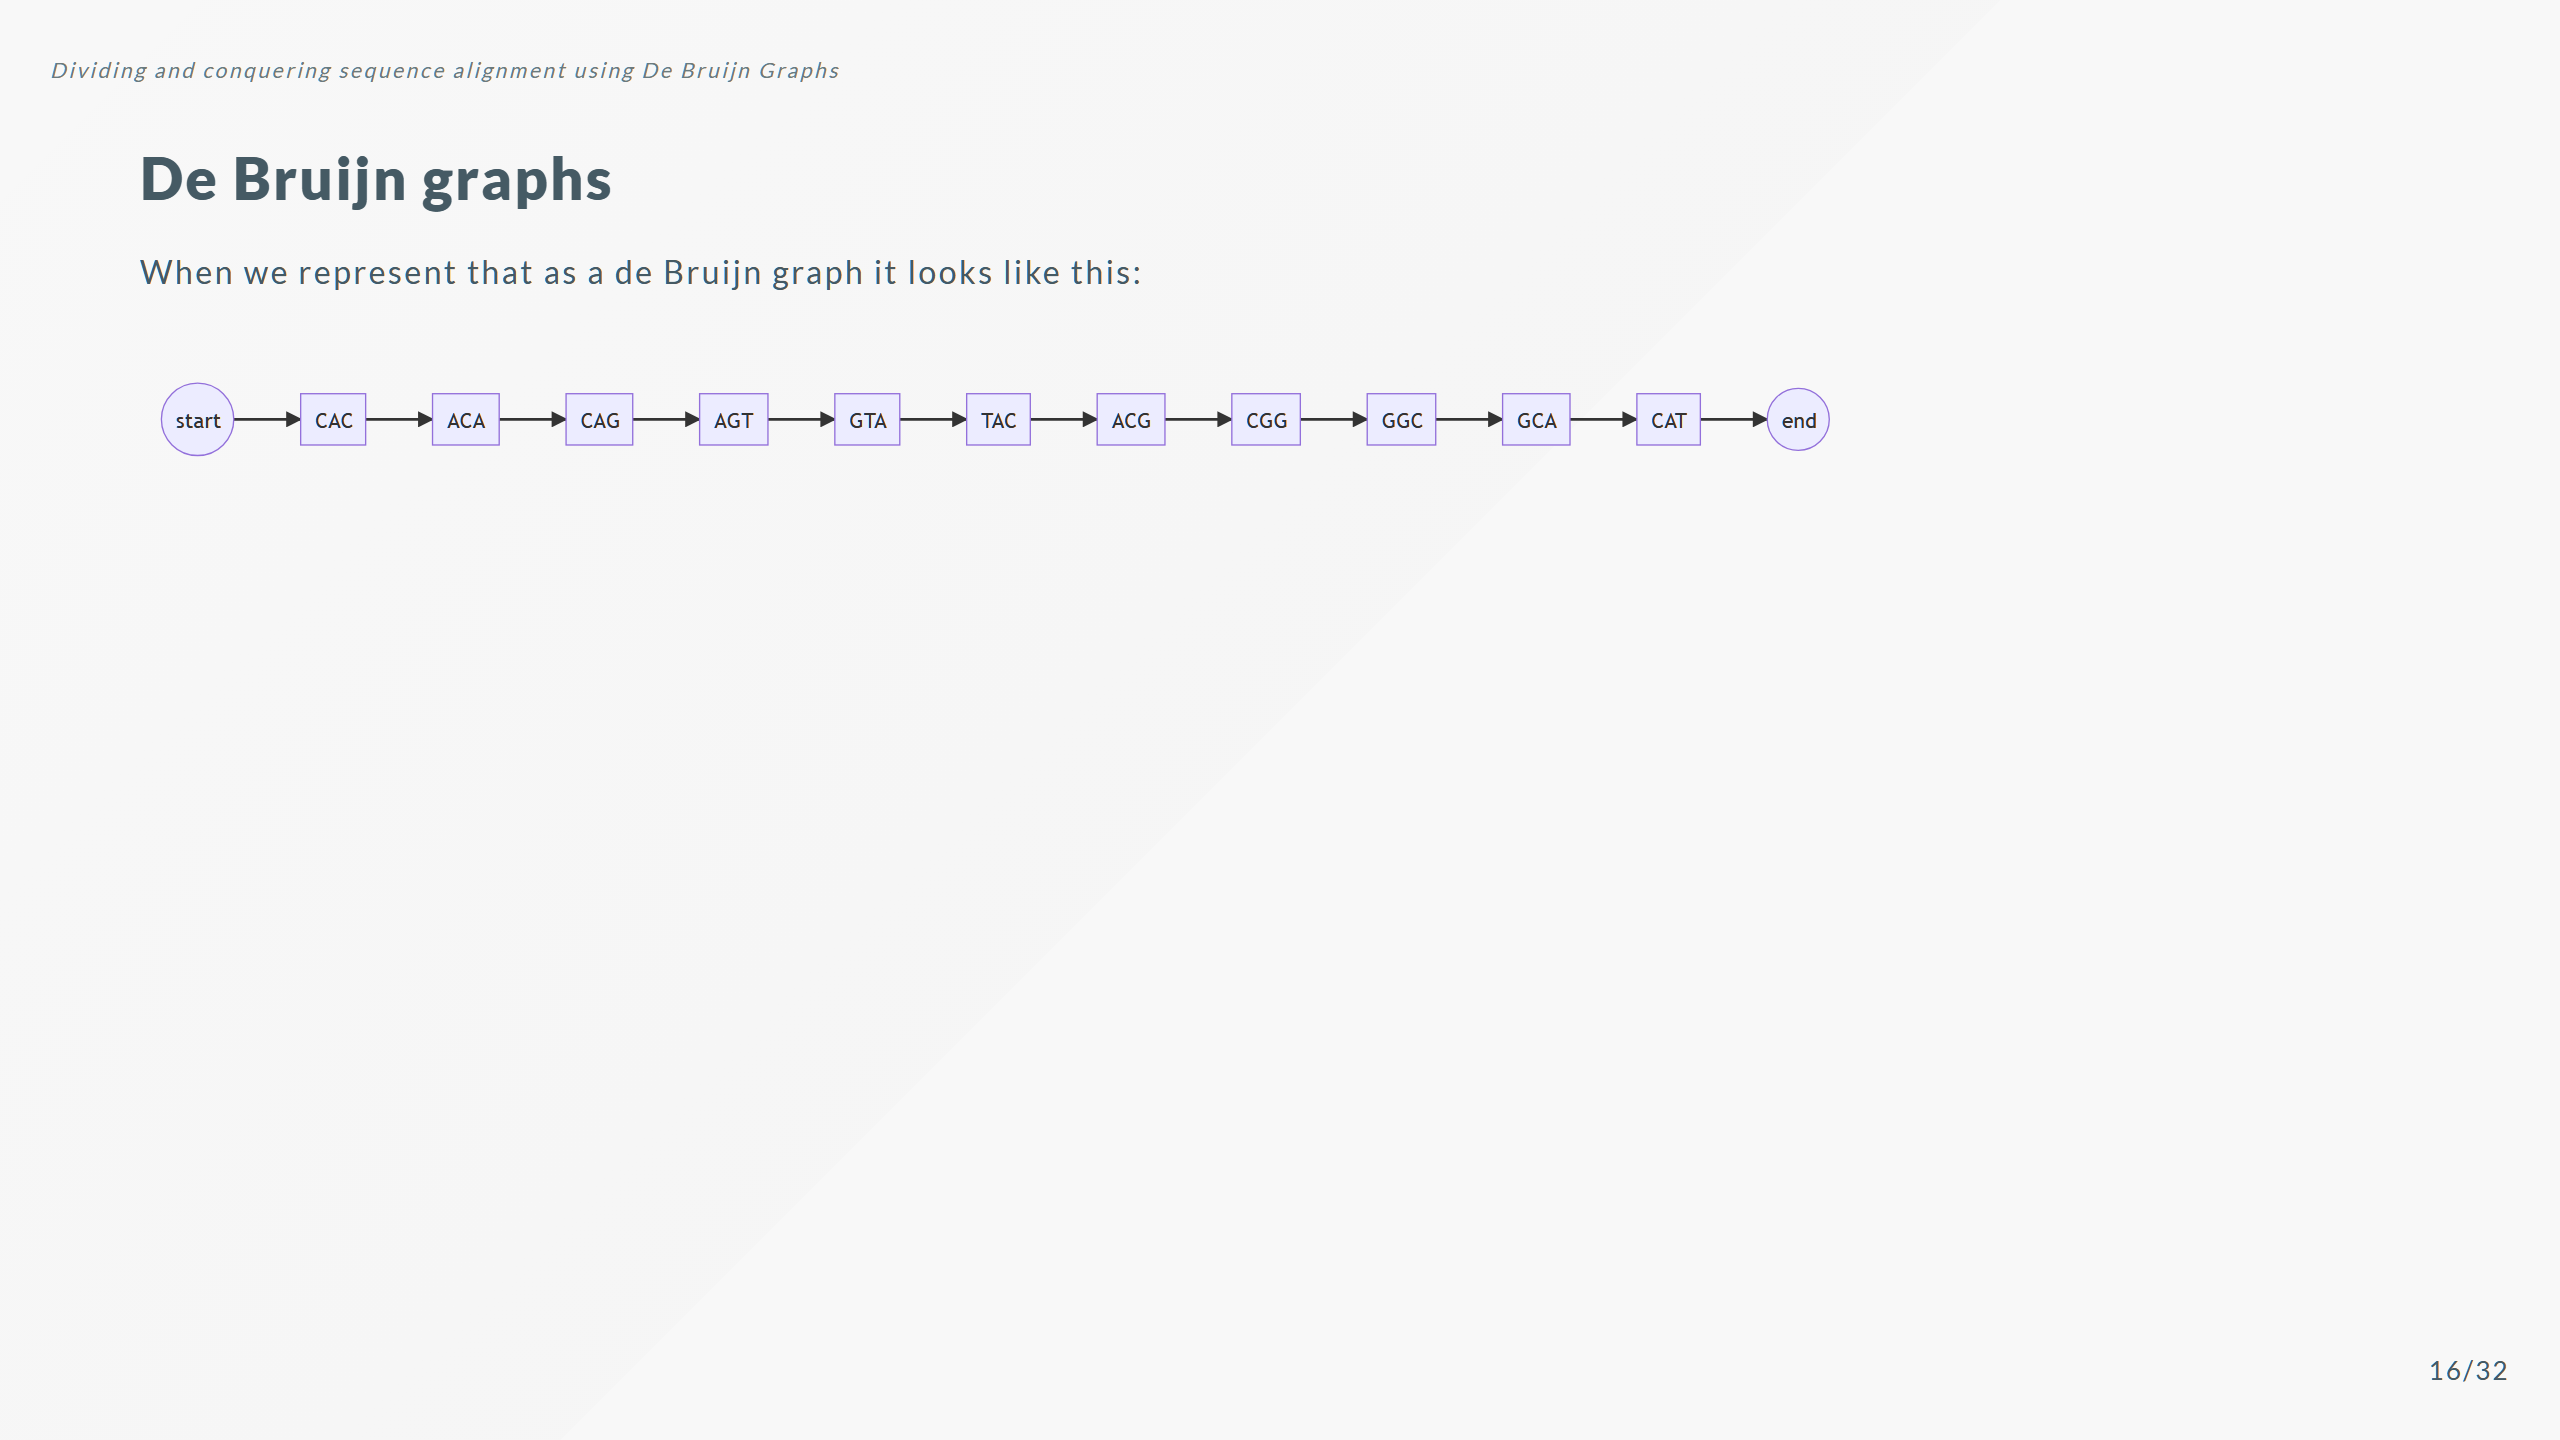 Dividing and conquering sequence alignment using De Bruijn Graphs
De Bruijn graphs
When we represent that as a de Bruijn graph it looks like this:
start CAC ACA CAG AGT GTA TAC ACG CGG GGC GCA CAT end
16/32